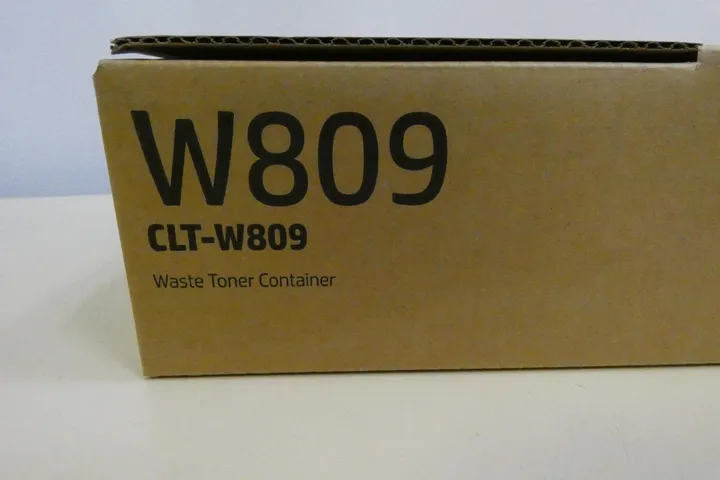 W809
CLT-W809
Waste Toner Container